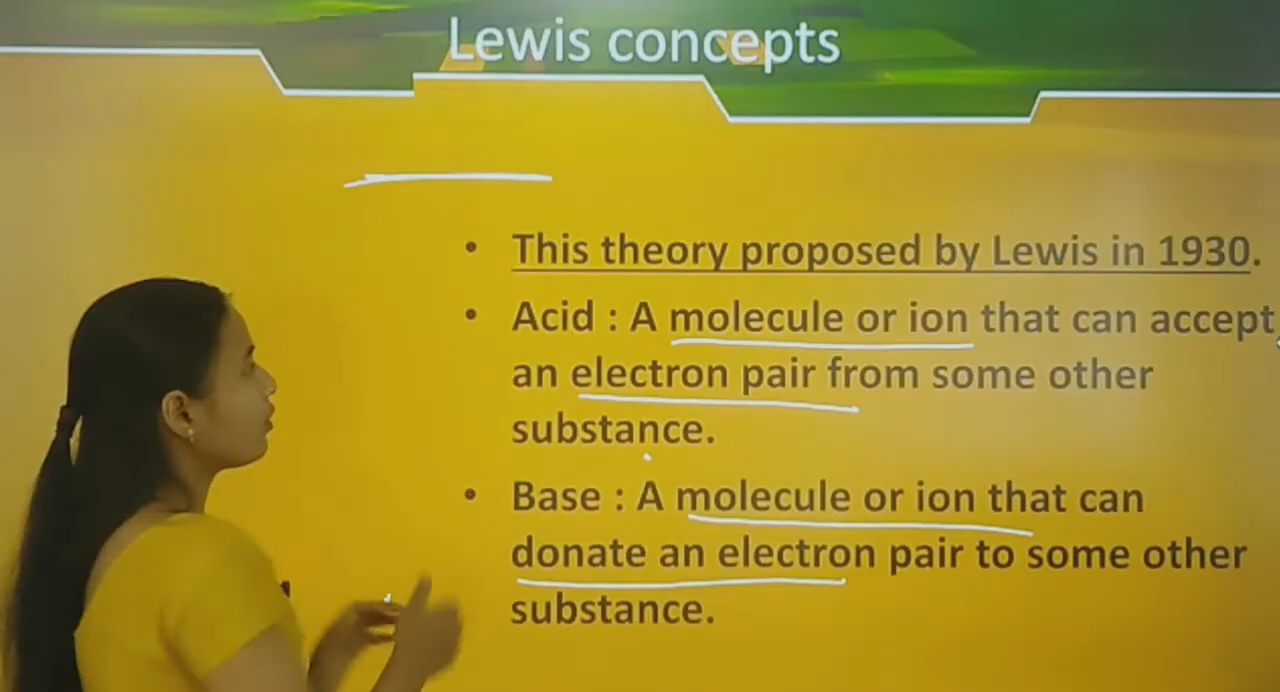 Lewis concepts
• This theory proposed by Lewis in 1930.
• Acid : A molecule or ion that can accept
an electron pair from some other
substance.
• Base : A molecule or ion that can
donate an electron pair to some other
substance.